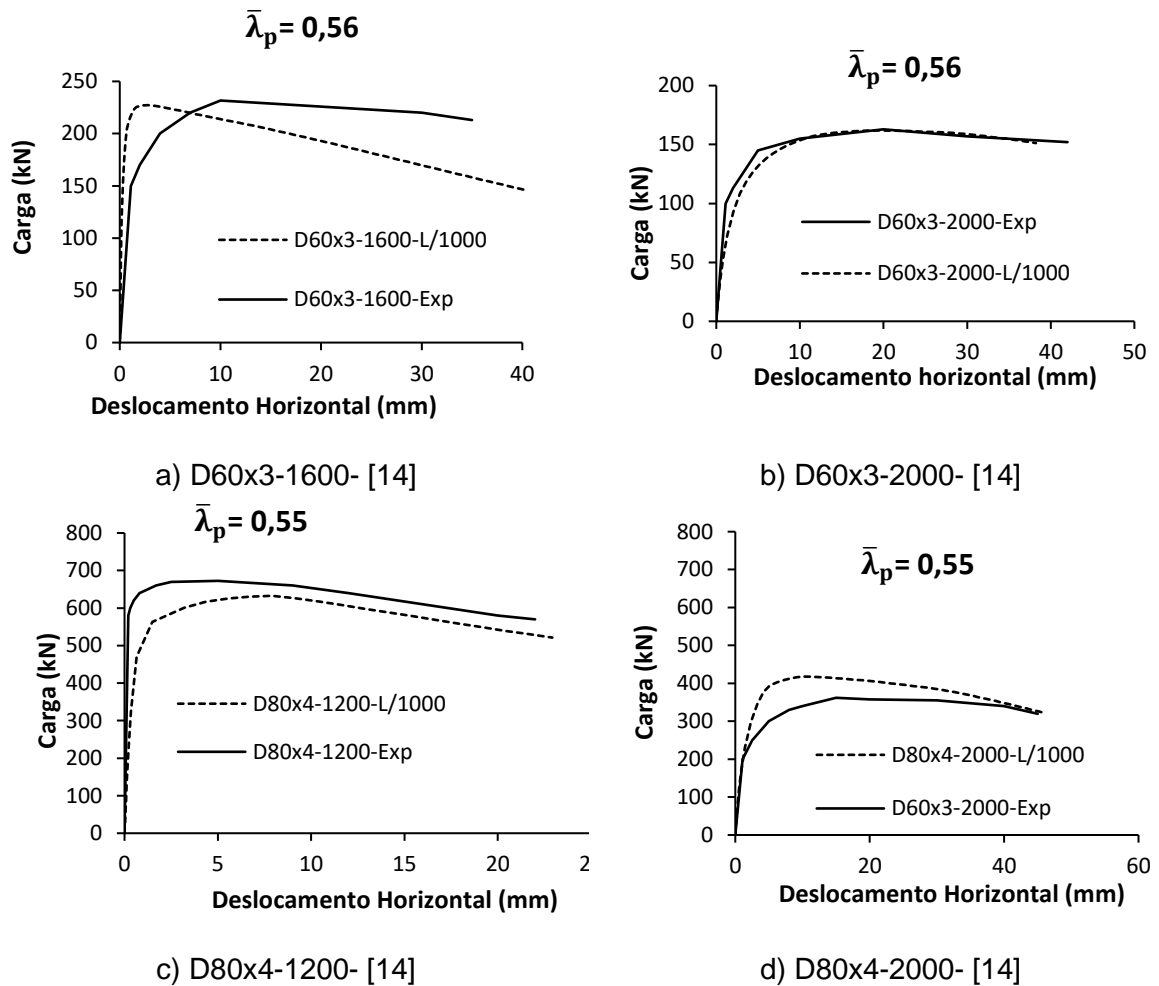 λ̄p= 0,56
250
200
150
100
50
0
Carga (kN)
D60x3-1600-L/1000
D60x3-1600-Exp
0 10 20 30 40
Deslocamento Horizontal (mm)
a) D60x3-1600- [14]
λ̄p= 0,56
200
150
100
50
0
Carga (kN)
D60x3-2000-Exp
D60x3-2000-L/1000
0 10 20 30 40 50
Deslocamento horizontal (mm)
b) D60x3-2000- [14]
λ̄p= 0,55
800
700
600
500
400
300
200
100
0
Carga (kN)
D80x4-1200-L/1000
D80x4-1200-Exp
0 5 10 15 20 2
Deslocamento Horizontal (mm)
c) D80x4-1200- [14]
λ̄p= 0,55
800
700
600
500
400
300
200
100
0
Carga (kN)
D80x4-2000-L/1000
D60x3-2000-Exp
0 20 40 60
Deslocamento Horizontal (mm)
d) D80x4-2000- [14]